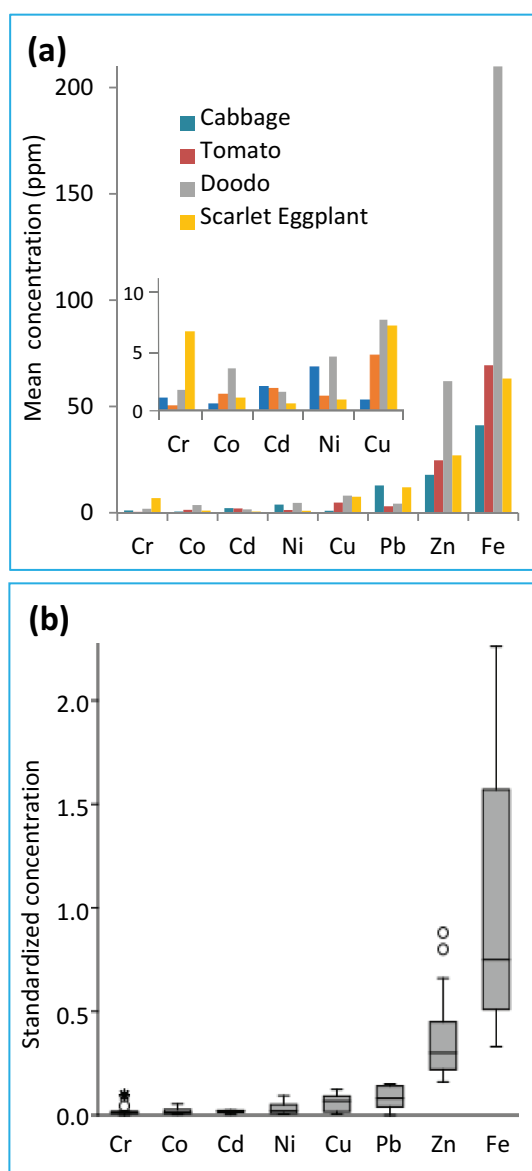 (a)
200
150
100
50
0
Mean concentration (ppm)
Cabbage
Tomato
Doodo
Scarlet Eggplant
10
5
0
Cr Co Cd Ni Cu
Cr Co Cd Ni Cu Pb Zn Fe
(b)
2.0
1.5
1.0
0.5
0.0
Standardized concentration
Cr Co Cd Ni Cu Pb Zn Fe